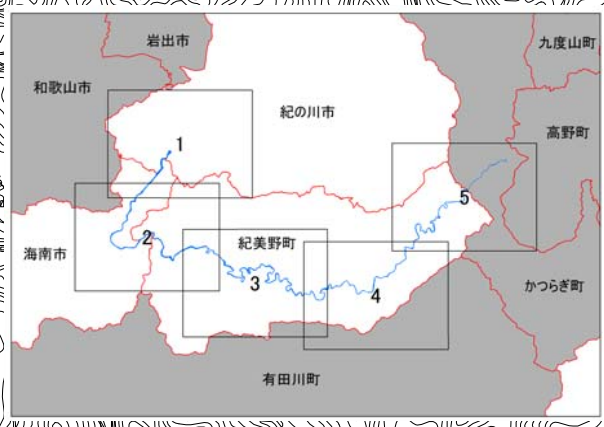 岩出市
九度山町
和歌山市
紀の川市
高野町
1
5
海南市
2
紀美野町
3
4
かつらぎ町
有田川町